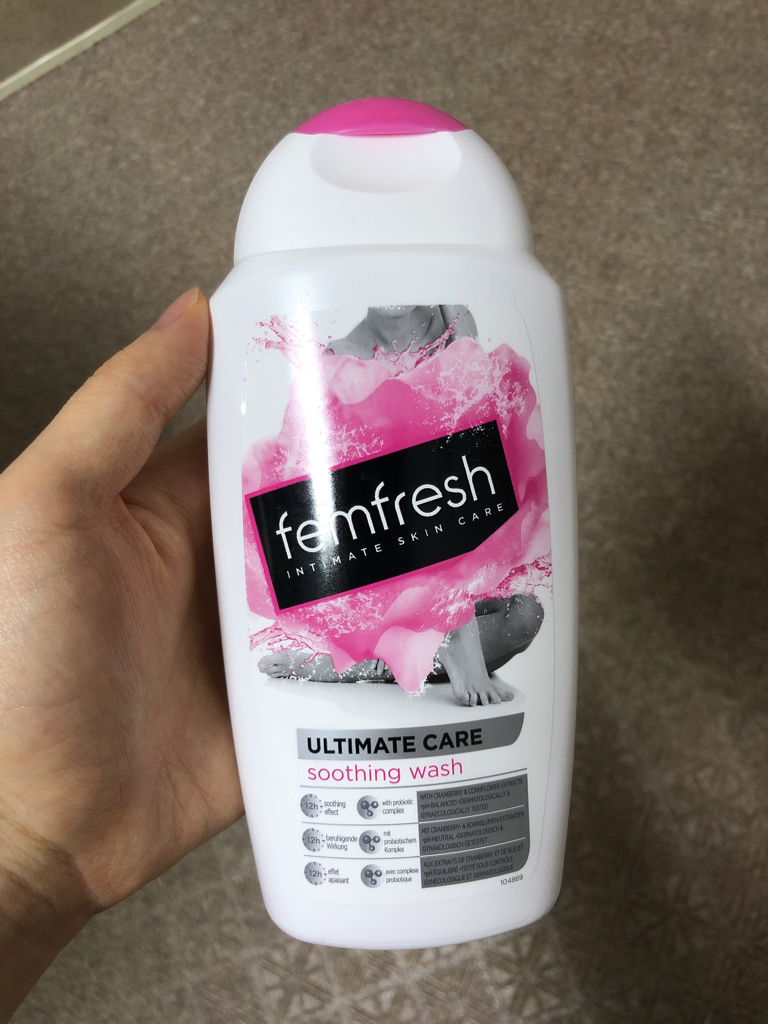 femfresh
INTIMATE SKIN CARE
ULTIMATE CARE
soothing wash
12h
soothing
effect
with probiotic
complex
WITH CRANBERRY & CORNFLOWER EXTRACTS
•pH-BALANCED •DERMATOLOGICALLY &
GYNAECOLOGICALLY TESTED
12h
beruhigende
Wirkung
mit
probiotischem
Komplex
MIT CRANBERRY- & KORNBLUMEN-EXTRAKTEN
•pH-NEUTRAL •DERMATOLOGISCH &
GYNÄKOLOGISCH GETESTET
12h
effet
apaisant
avec complexe
probiotique
AUX EXTRAITS DE CRANBERRY ET DE BLEUET
•pH ÉQUILIBRÉ •TESTÉ SOUS CONTRÔLE
GYNECOLOGIQUE ET DERMATOLOGIQUE
104889